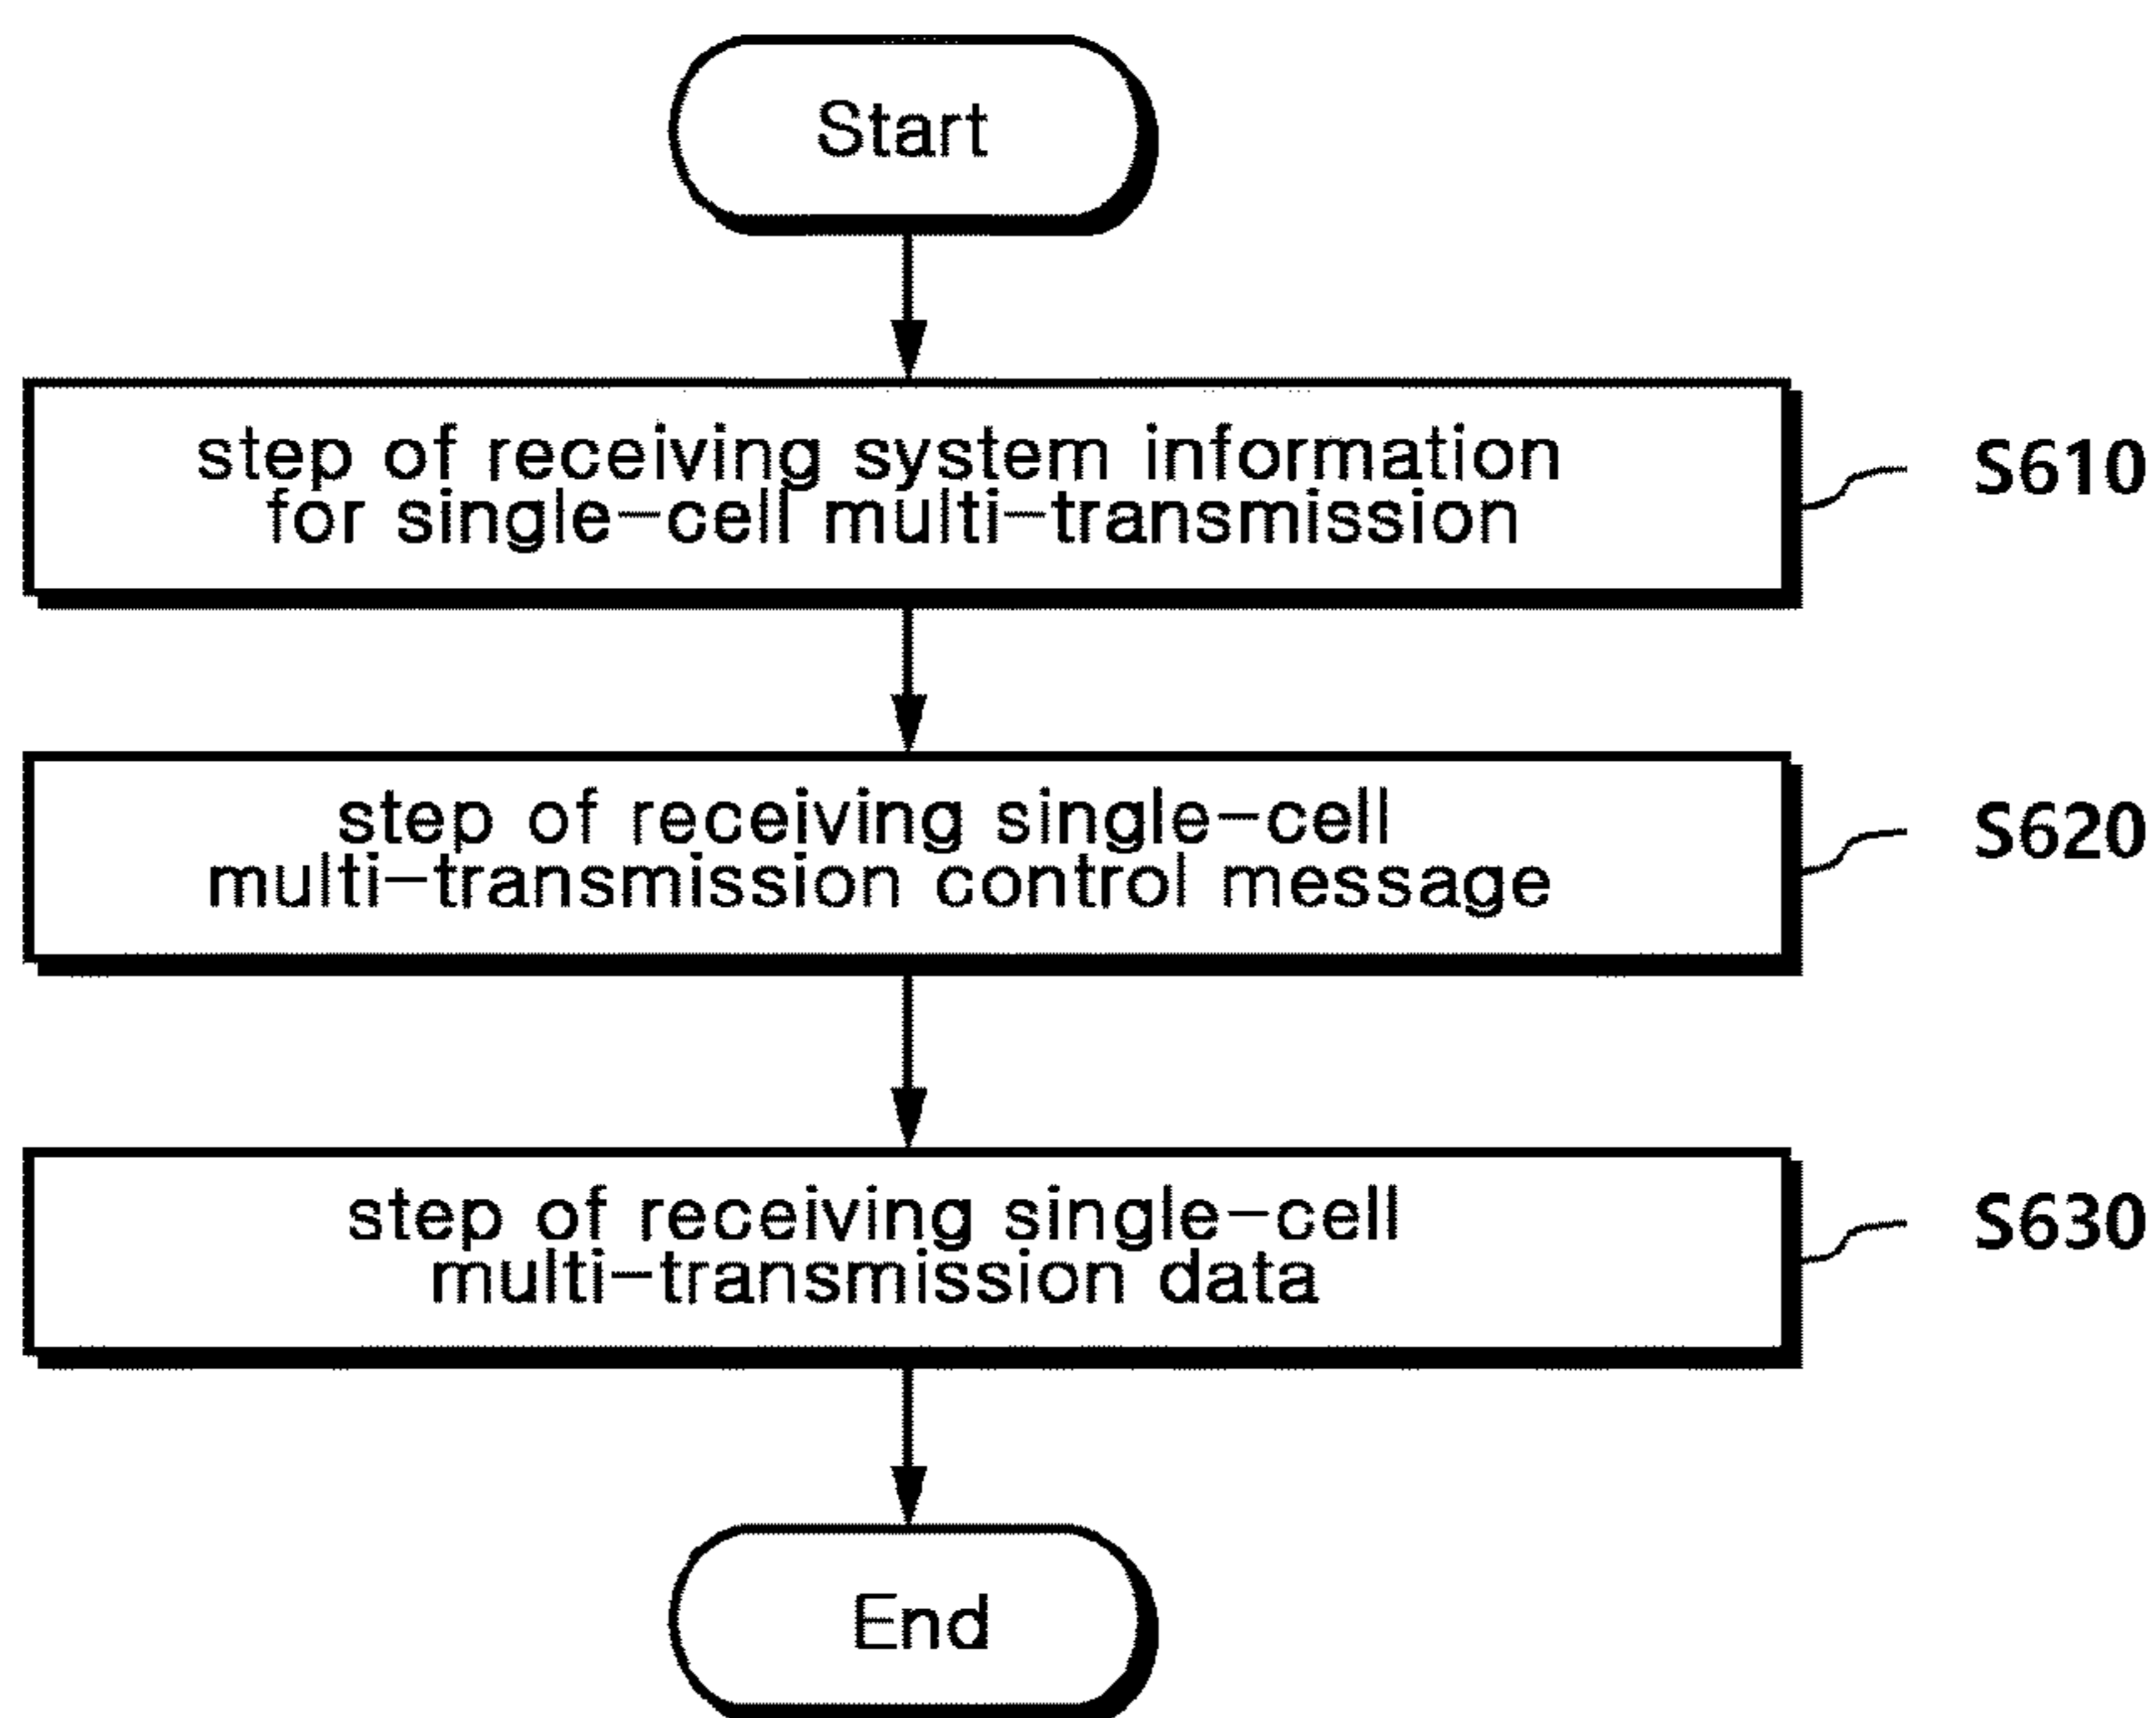 Start
step of receiving system information
for single-cell multi-transmission
S610
step of receiving single-cell
multi-transmission control message
S620
step of receiving single-cell
multi-transmission data
S630
End